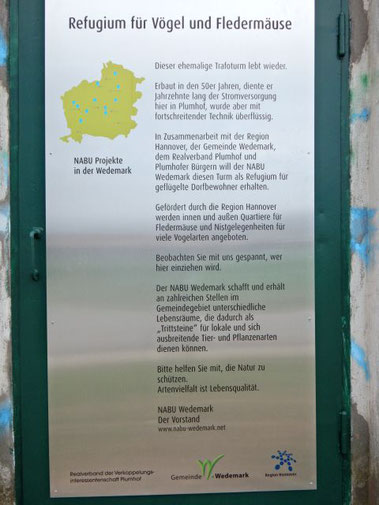 Refugium für Vögel und Fledermäuse
Dieser ehemalige Trafoturm lebt wieder.
Erbaut in den 50er Jahren, diente er
Jahrzehnte lang der Stromversorgung
hier in Plumhof, wurde aber mit
fortschreitender Technik überflüssig.
NABU Projekte
in der Wedemark
In Zusammenarbeit mit der Region
Hannover, der Gemeinde Wedemark,
dem Realverband Plumhof und
Plumhofer Bürgern will der NABU
Wedemark diesen Turm als Refugium für
geflügelte Dorfbewohner erhalten.
Gefördert durch die Region Hannover
werden innen und außen Quartiere für
Fledermäuse und Nistgelegenheiten für
viele Vogelarten angeboten.
Beobachten Sie mit uns gespannt, wer
hier einziehen wird.
Der NABU Wedemark schafft und erhält
an zahlreichen Stellen im
Gemeindegebiet unterschiedliche
Lebensräume, die dadurch als
„Trittsteine" für lokale und sich
ausbreitende Tier- und Pflanzenarten
dienen können.
Bitte helfen Sie mit, die Natur zu
schützen.
Artenvielfalt ist Lebensqualität.
NABU Wedemark
Der Vorstand
www.nabu-wedemark.net
Realverband der Verkoppelungs-
interessentenschaft Plumhof
Gemeinde Wedemark
Region Hannover